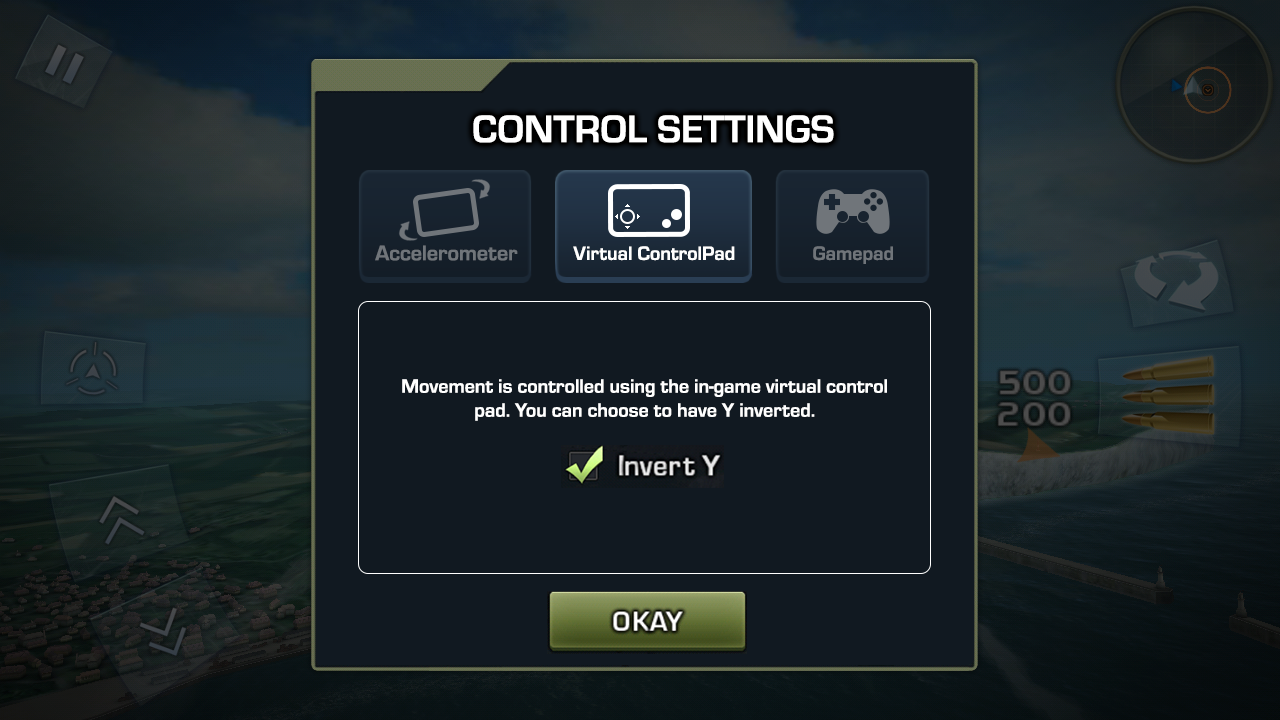 CONTROL SETTINGS
Accelerometer
Virtual ControlPad
Gamepad
Movement is controlled using the in-game virtual control
pad. You can choose to have Y inverted.
Invert Y
500
200
OKAY